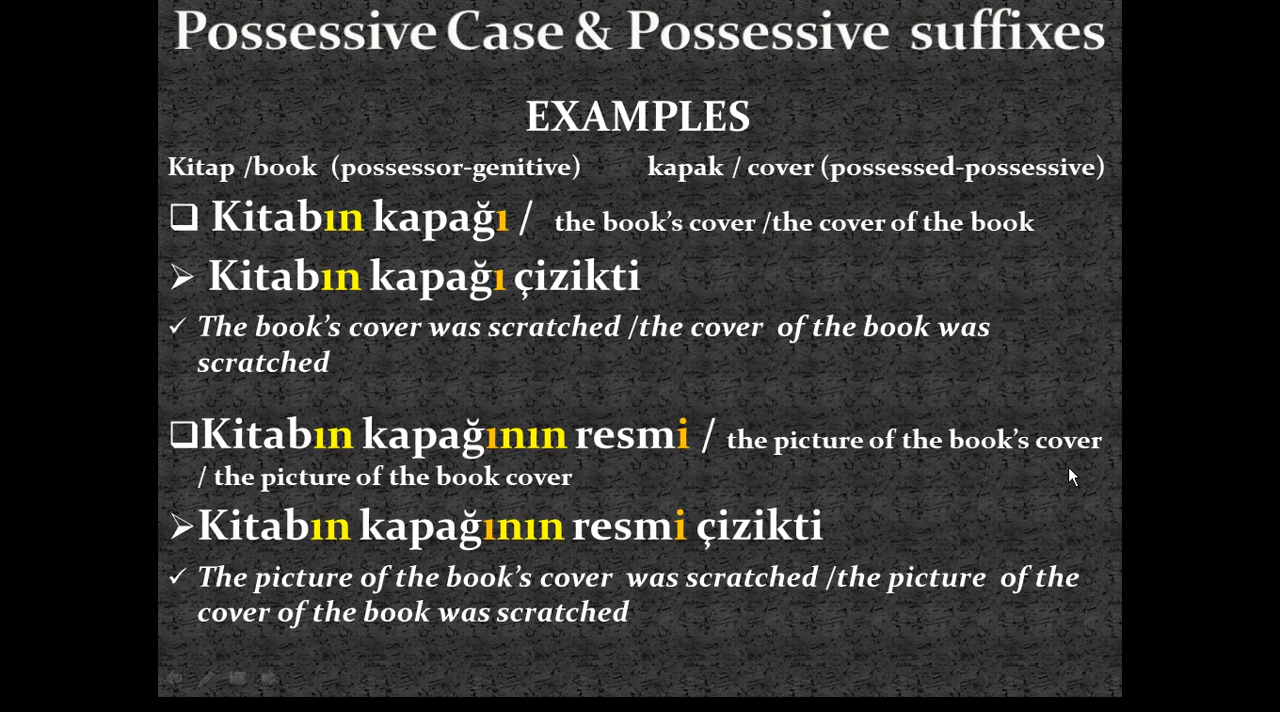 Possessive Case & Possessive suffixes
EXAMPLES
Kitap /book (possessor-genitive) kapak / cover (possessed-possessive)
❑ Kitabın kapağı / the book's cover /the cover of the book
➢ Kitabın kapağı çizikti
✓ The book's cover was scratched /the cover of the book was
scratched
❑Kitabın kapağının resmi / the picture of the book's cover
/ the picture of the book cover
➢Kitabın kapağının resmi çizikti
✓ The picture of the book's cover was scratched /the picture of the
cover of the book was scratched